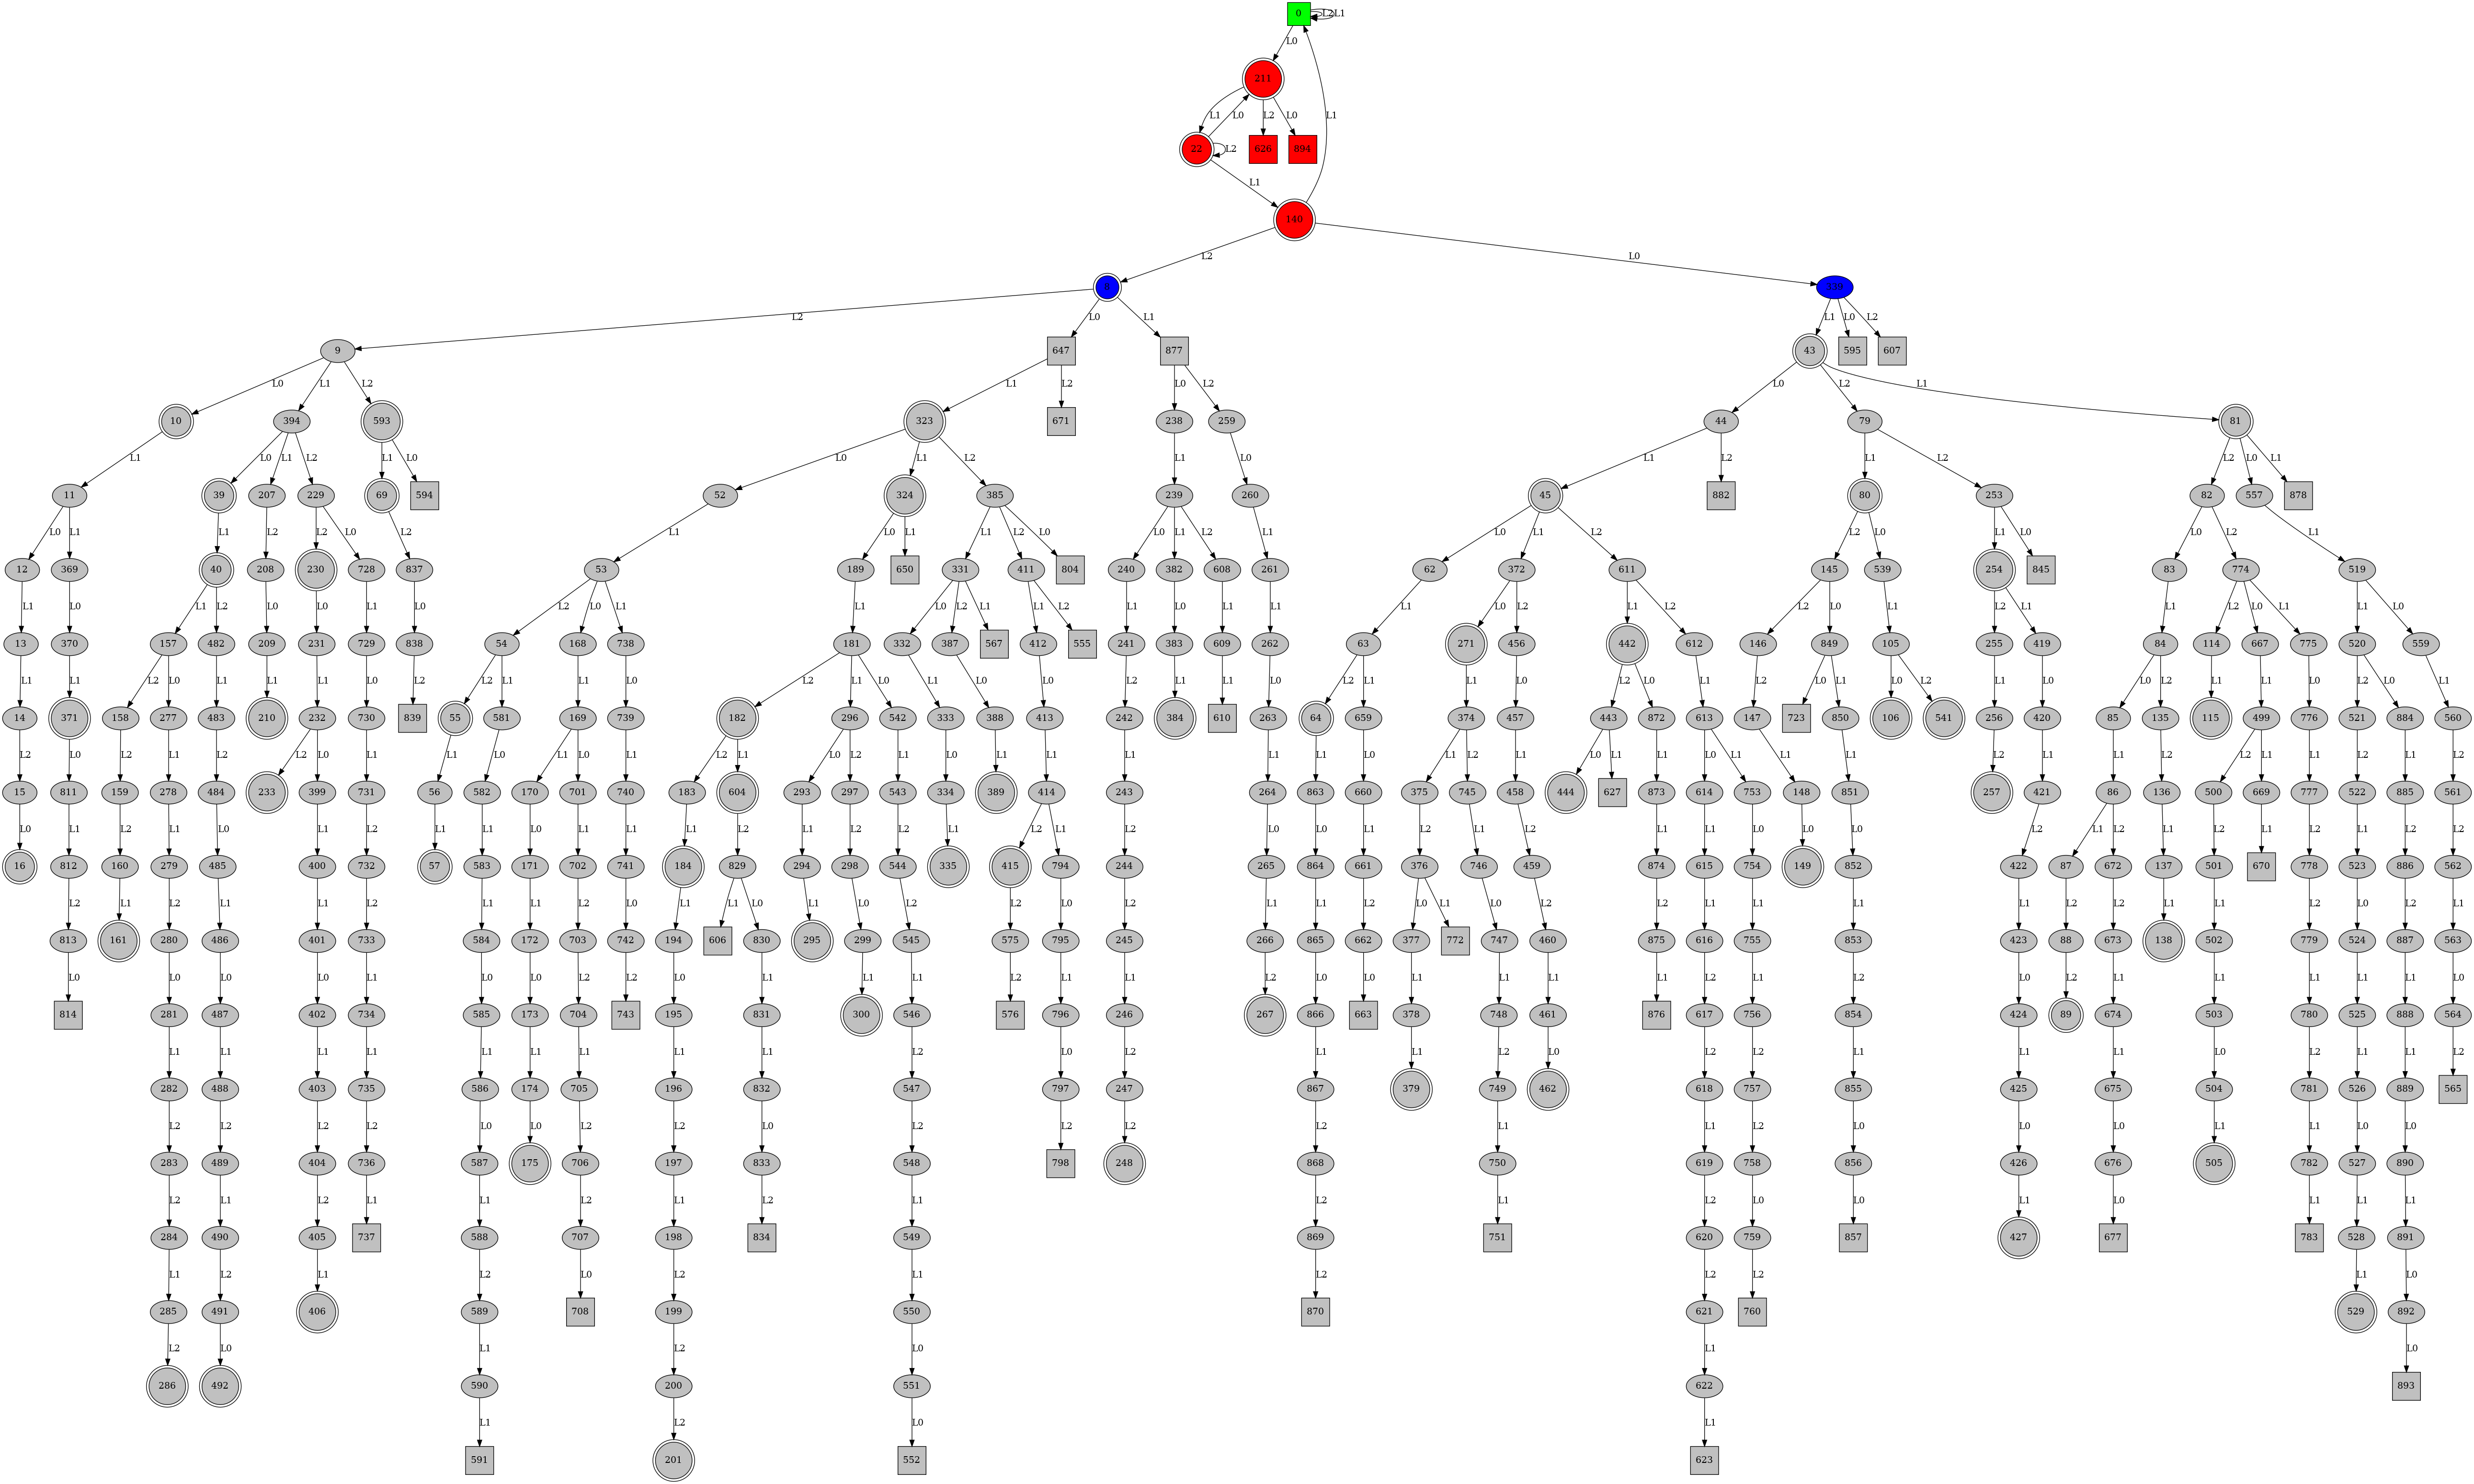 0 L2 L1
L0
211
L1 L0 L2 L0 L1
22 L2 626 894
L1
140
L2 L0
L2 L0 L1 L1 L0 L2
9 647 877 43 595 607
L0 L1 L2 L1 L2 L0 L2 L0 L2 L1
10 394 593 323 671 238 259 44 79 81
L1 L0 L1 L2 L1 L0 L0 L1 L2 L1 L0 L1 L2 L1 L2 L2 L0 L1
11 39 207 229 69 594 52 324 385 239 260 45 882 80 253 82 557 878
L0 L1 L1 L2 L2 L0 L2 L1 L0 L1 L1 L2 L0 L0 L1 L2 L1 L0 L1 L2 L2 L0 L1 L0 L0 L2 L1
12 369 40 208 230 728 837 53 189 650 331 411 804 240 382 608 261 62 372 611 145 539 254 845 83 774 519
L1 L0 L1 L2 L0 L0 L1 L0 L2 L0 L1 L1 L0 L2 L1 L1 L2 L1 L0 L1 L1 L1 L0 L2 L1 L2 L2 L0 L1 L2 L1 L1 L2 L0 L1 L1 L0
13 370 157 482 209 231 729 838 54 168 738 181 332 387 567 412 555 241 383 609 262 63 271 456 442 612 146 849 105 255 419 84 114 667 775 520 559
L1 L1 L2 L0 L1 L1 L1 L0 L2 L2 L1 L1 L0 L2 L1 L0 L1 L0 L0 L2 L1 L1 L0 L2 L1 L1 L0 L2 L0 L1 L2 L0 L1 L0 L2 L1 L0 L0 L2 L1 L1 L0 L2 L0 L1
14 371 158 277 483 210 232 730 839 55 581 169 739 182 296 542 333 388 413 242 384 610 263 64 659 374 457 443 872 613 147 723 850 106 541 256 420 85 135 115 499 776 521 884 560
L2 L0 L2 L1 L2 L2 L0 L1 L1 L0 L1 L0 L1 L2 L1 L0 L2 L1 L0 L1 L1 L1 L1 L1 L0 L1 L2 L1 L0 L1 L1 L0 L1 L1 L1 L2 L1 L1 L2 L2 L1 L1 L2 L1 L2
15 811 159 278 484 233 399 731 56 582 170 701 740 183 604 293 297 543 334 389 414 243 264 863 660 375 745 458 444 627 873 614 753 148 851 257 421 86 136 500 669 777 522 885 561
L0 L1 L2 L1 L0 L1 L2 L1 L1 L0 L1 L1 L1 L2 L1 L2 L2 L1 L2 L1 L2 L0 L0 L1 L2 L1 L2 L1 L1 L0 L0 L0 L2 L1 L2 L1 L2 L1 L2 L1 L2 L2
16 812 160 279 485 400 732 57 583 171 702 741 184 829 294 298 544 335 415 794 244 265 864 661 376 746 459 874 615 754 149 852 422 87 672 137 501 670 778 523 886 562
L2 L1 L2 L1 L1 L2 L1 L1 L2 L0 L1 L1 L0 L1 L0 L2 L2 L0 L2 L1 L1 L2 L0 L1 L0 L2 L2 L1 L1 L1 L1 L2 L2 L1 L1 L2 L0 L2 L1
813 161 280 486 401 733 584 172 703 742 194 606 830 295 299 545 575 795 245 266 865 662 377 772 747 460 875 616 755 853 423 88 673 138 502 779 524 887 563
L0 L0 L0 L0 L1 L0 L0 L2 L2 L0 L1 L1 L1 L2 L1 L1 L2 L0 L0 L1 L1 L1 L1 L2 L1 L2 L0 L2 L1 L1 L1 L1 L1 L0
814 281 487 402 734 585 173 704 743 195 831 300 546 576 796 246 267 866 663 378 748 461 876 617 756 854 424 89 674 503 780 525 888 564
L1 L1 L1 L1 L1 L1 L1 L1 L1 L2 L0 L2 L1 L1 L2 L0 L2 L2 L1 L1 L1 L0 L2 L1 L1 L2
282 488 403 735 586 174 705 196 832 547 797 247 867 379 749 462 618 757 855 425 675 504 781 526 889 565
L2 L2 L2 L2 L0 L0 L2 L2 L0 L2 L2 L2 L2 L1 L1 L2 L0 L0 L0 L1 L1 L0 L0
283 489 404 736 587 175 706 197 833 548 798 248 868 750 619 758 856 426 676 505 782 527 890
L2 L1 L2 L1 L1 L2 L1 L2 L1 L2 L1 L2 L0 L0 L1 L0 L1 L1 L1
284 490 405 737 588 707 198 834 549 869 751 620 759 857 427 677 783 528 891
L1 L2 L1 L2 L0 L2 L1 L2 L2 L2 L1 L0
285 491 406 589 708 199 550 870 621 760 529 892
L2 L0 L1 L2 L0 L1 L0
286 492 590 200 551 622 893
L1 L2 L0 L1
591 201 552 623